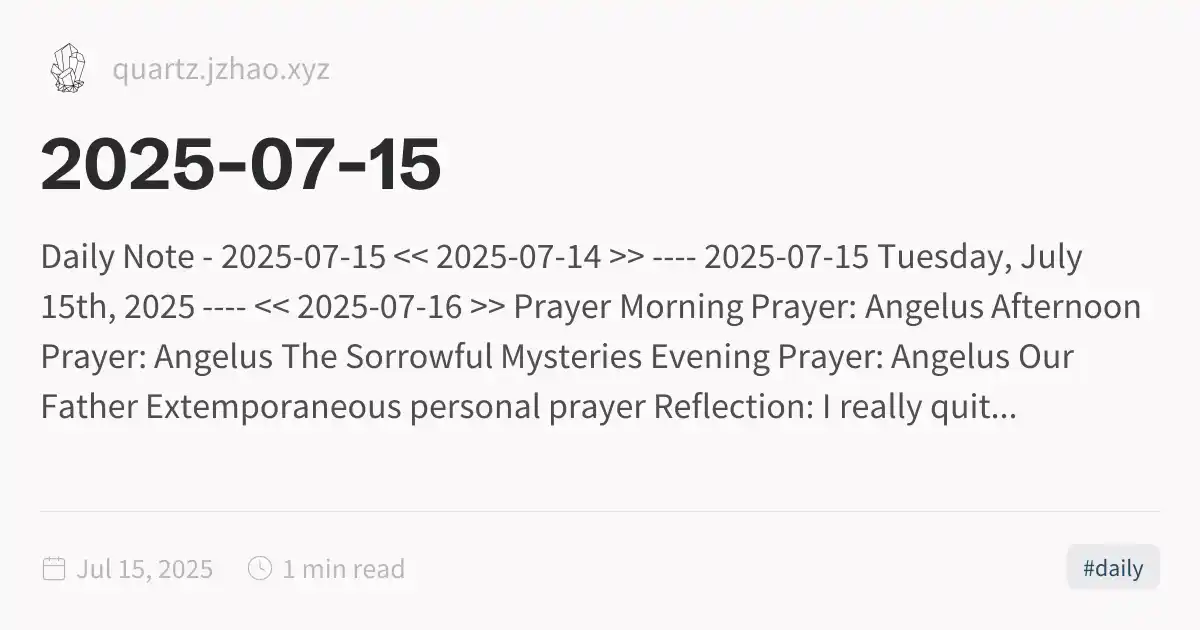 quartz.jzhao.xyz
2025-07-15
Daily Note - 2025-07-15 << 2025-07-14 >> ---- 2025-07-15 Tuesday, July
15th, 2025 ---- << 2025-07-16 >> Prayer Morning Prayer: Angelus Afternoon
Prayer: Angelus The Sorrowful Mysteries Evening Prayer: Angelus Our
Father Extemporaneous personal prayer Reflection: I really quit...
Jul 15, 2025 1 min read #daily